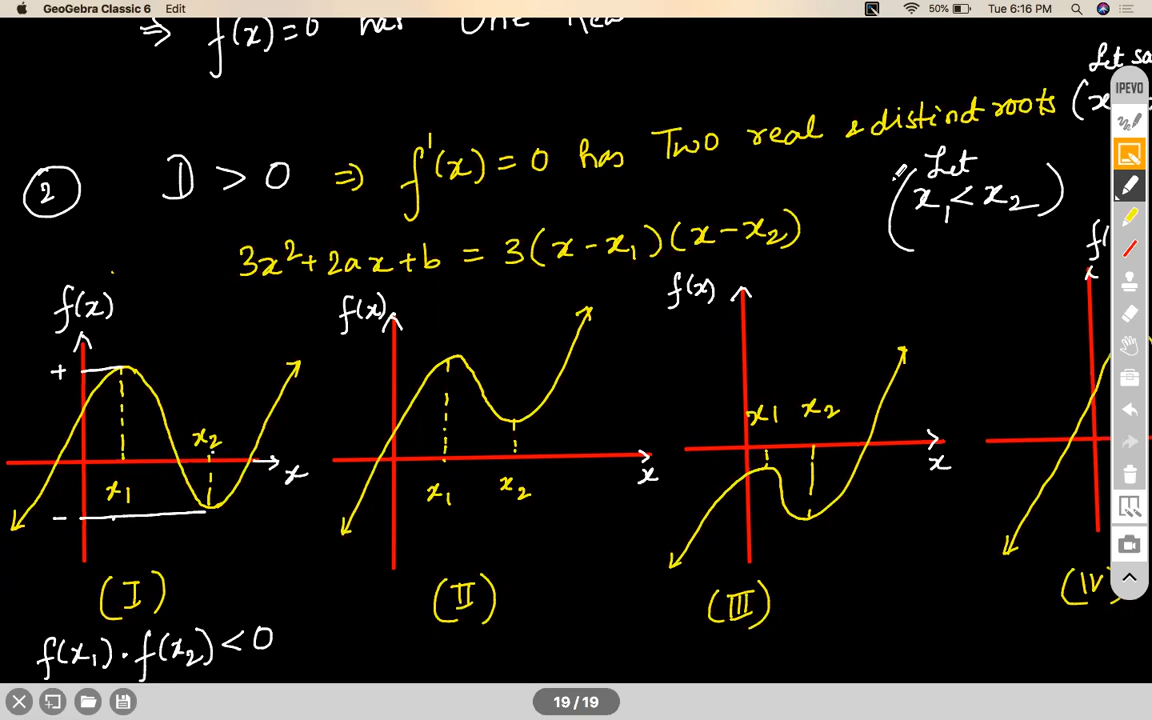 GeoGebra Classic 6 Edit 50% Tue 6:16 PM
⇒ f(x)=0 has One
Let
IPEVO
② D > 0 ⇒ f'(x)=0 has Two real & distinct roots (x
(Let x₁ < x₂)
3x²+2ax+b = 3(x-x₁)(x-x₂)
f(x) f(x) f(x) f(
+ x₁ x₂ x
x₁ x₂ x
x₁ x₂ x
-
(I) (II) (III) (IV)
f(x₁)·f(x₂)<0
19 / 19